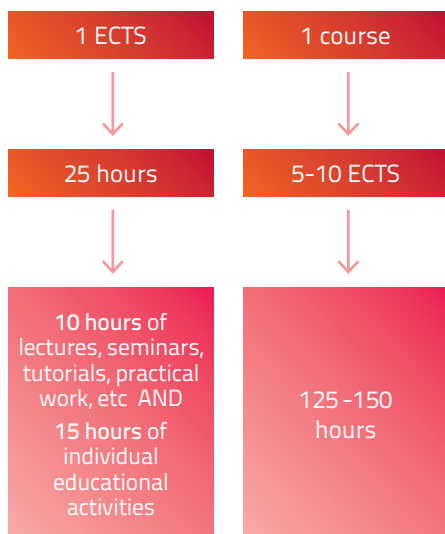 1 ECTS
25 hours
10 hours of
lectures, seminars,
tutorials, practical
work, etc AND
15 hours of
individual
educational
activities
1 course
5-10 ECTS
125-150
hours